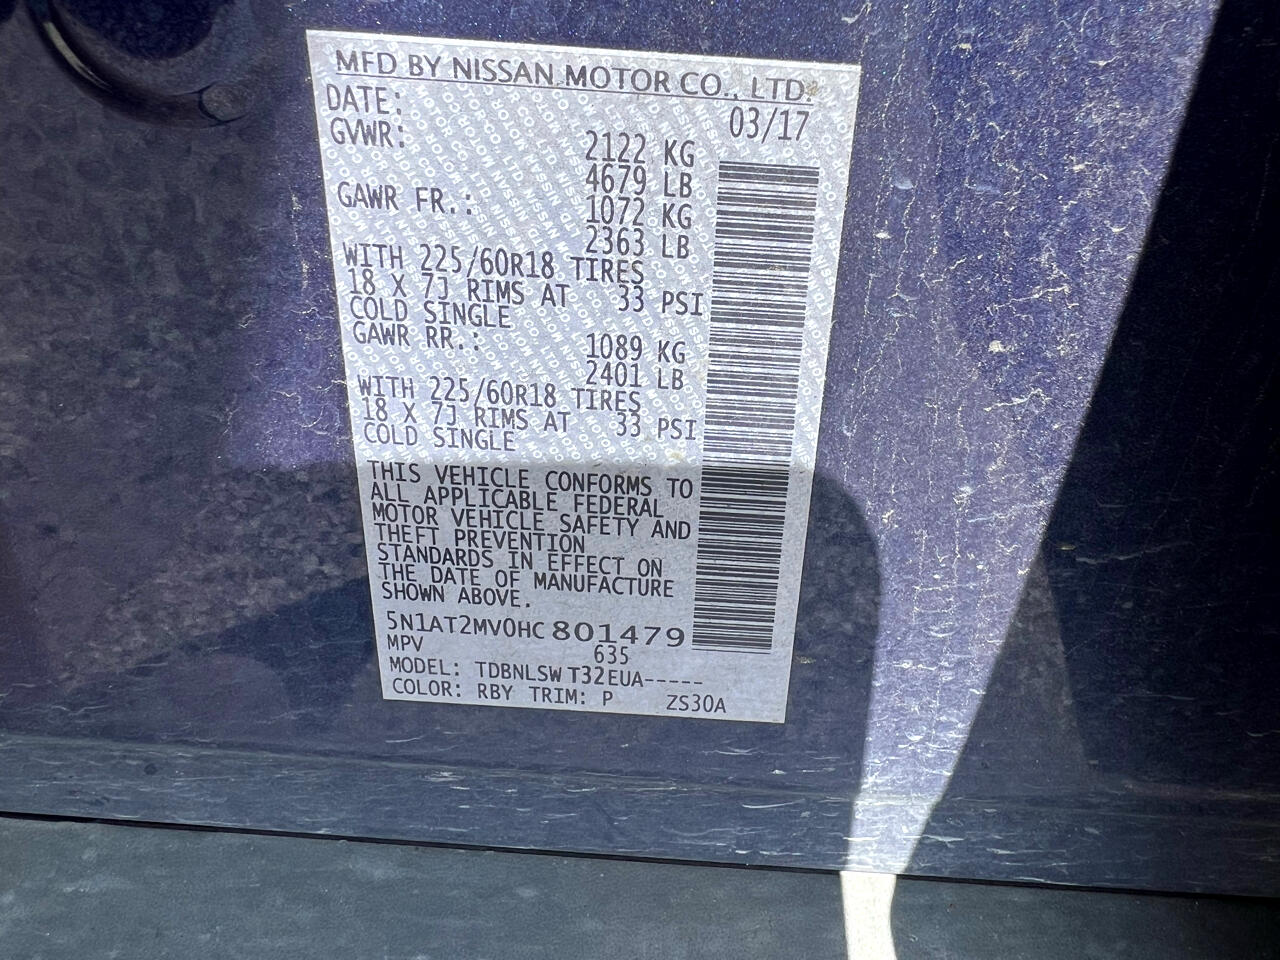 MFD BY NISSAN MOTOR CO., LTD.
DATE: 03/17
GVWR: 2122 KG
4679 LB
GAWR FR.: 1072 KG
2363 LB
WITH 225/60R18 TIRES
18 X 7J RIMS AT 33 PSI
COLD SINGLE
GAWR RR.: 1089 KG
2401 LB
WITH 225/60R18 TIRES
18 X 7J RIMS AT 33 PSI
COLD SINGLE
THIS VEHICLE CONFORMS TO
ALL APPLICABLE FEDERAL
MOTOR VEHICLE SAFETY AND
THEFT PREVENTION
STANDARDS IN EFFECT ON
THE DATE OF MANUFACTURE
SHOWN ABOVE.
5N1AT2MV0HC 801479
MPV 635
MODEL: TDBNLSW T32EUA-----
COLOR: RBY TRIM: P ZS30A